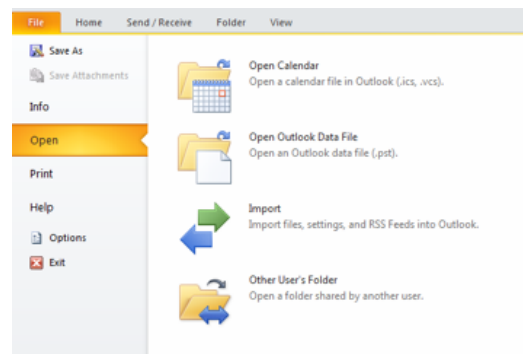 File Home Send / Receive Folder View
Save As
Save Attachments
Info
Open
Print
Help
Options
Exit
Open Calendar
Open a calendar file in Outlook (.ics, .vcs).
Open Outlook Data File
Open an Outlook data file (.pst).
Import
Import files, settings, and RSS Feeds into Outlook.
Other User's Folder
Open a folder shared by another user.